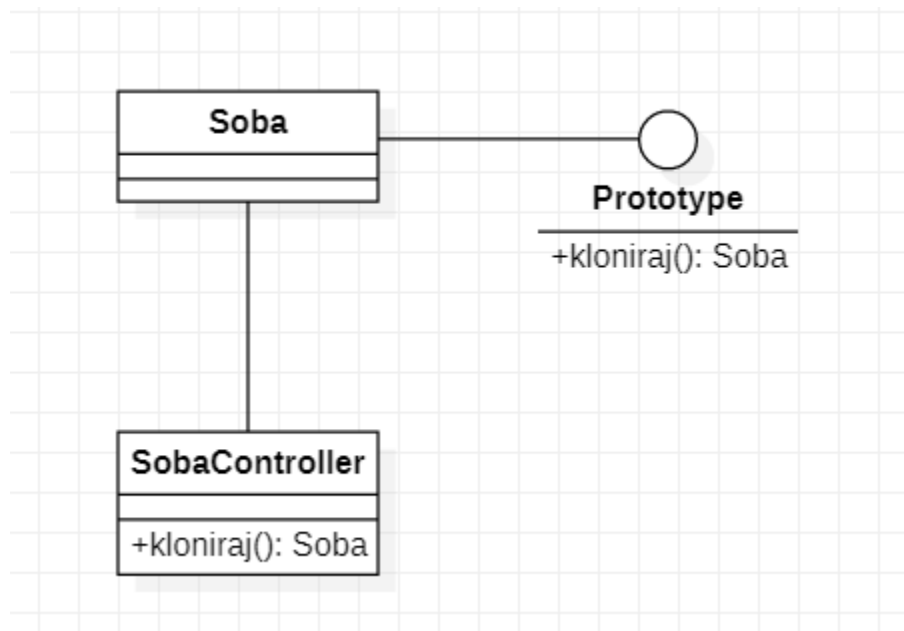 Soba
Prototype
+kloniraj(): Soba
SobaController
+kloniraj(): Soba